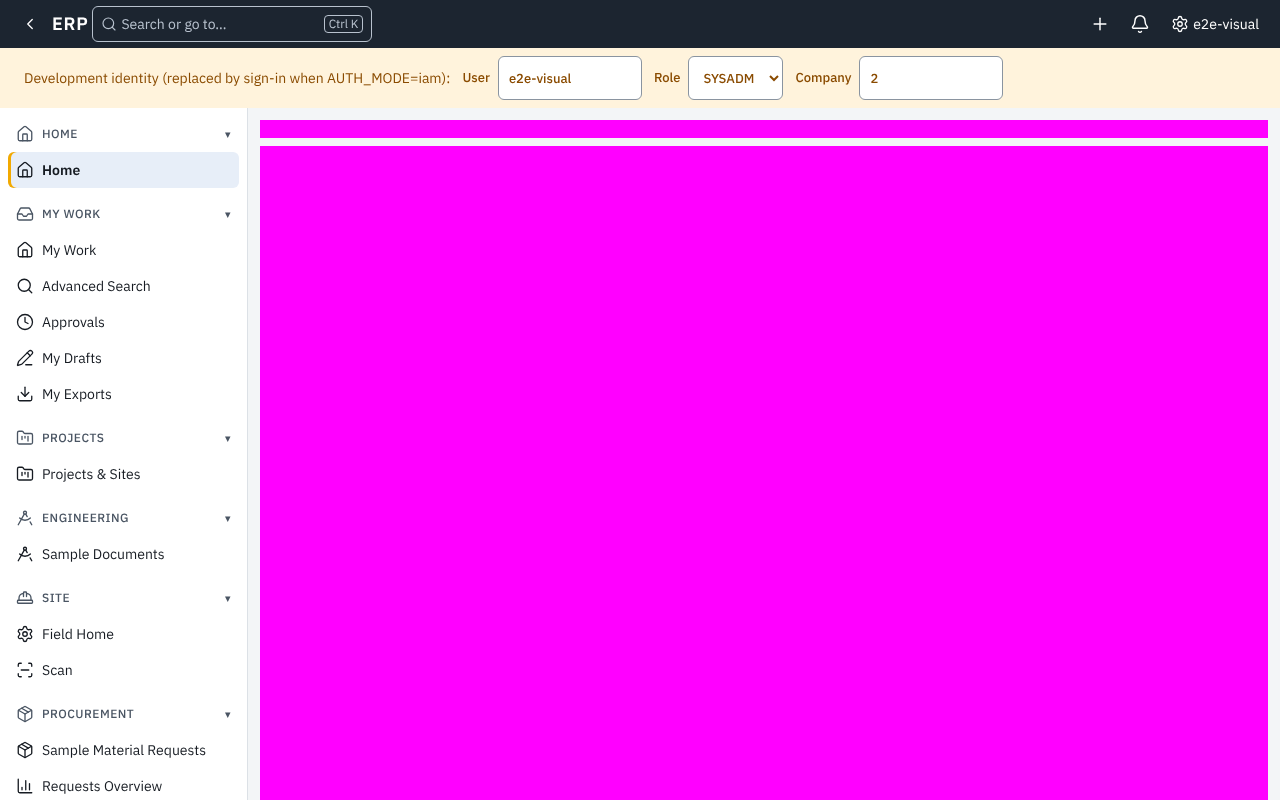 ERP Search or go to... Ctrl K e2e-visual
Development identity (replaced by sign-in when AUTH_MODE=iam): User e2e-visual Role SYSADM Company 2
HOME
Home
MY WORK
My Work
Advanced Search
Approvals
My Drafts
My Exports
PROJECTS
Projects & Sites
ENGINEERING
Sample Documents
SITE
Field Home
Scan
PROCUREMENT
Sample Material Requests
Requests Overview